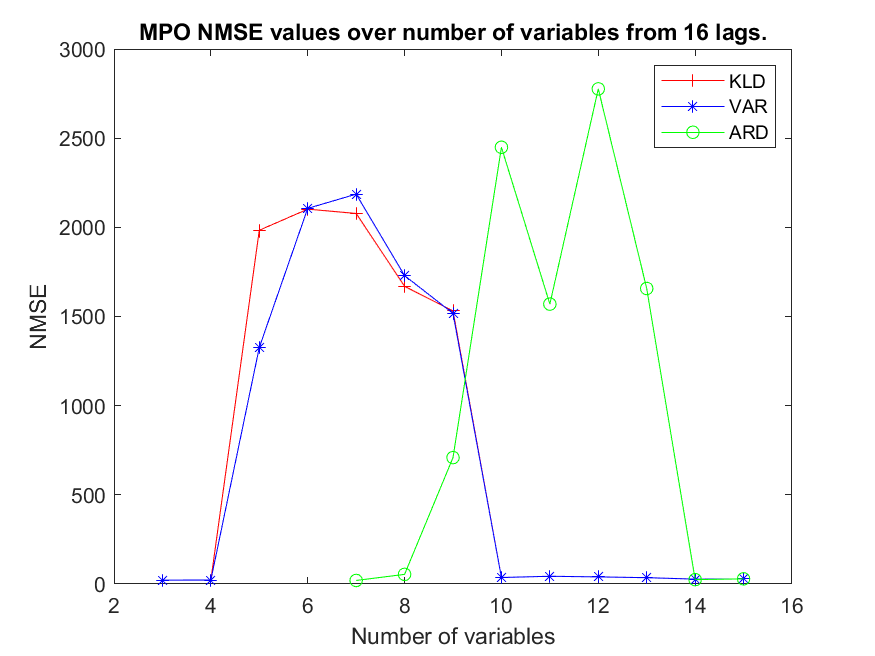 MPO NMSE values over number of variables from 16 lags.
3000
2500
2000
1500
1000
500
0
NMSE
KLD
VAR
ARD
2 4 6 8 10 12 14 16
Number of variables